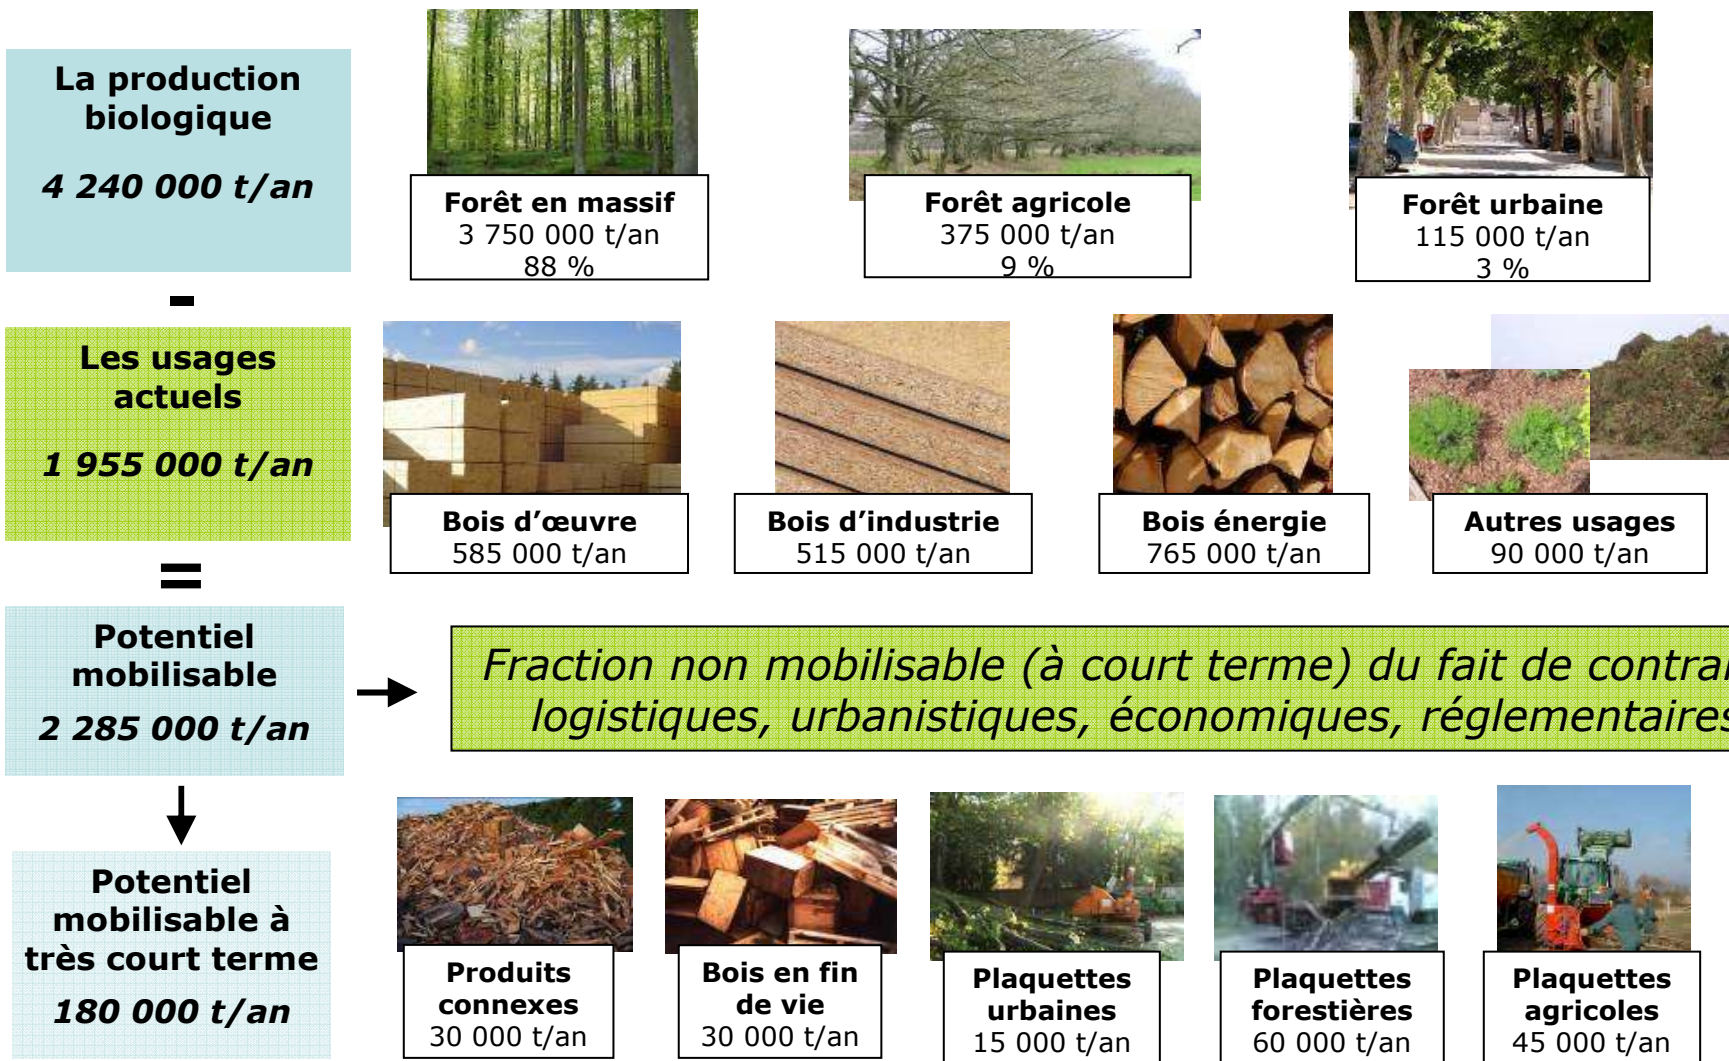 La production
biologique
4 240 000 t/an
Forêt en massif
3 750 000 t/an
88 %
Forêt agricole
375 000 t/an
9 %
Forêt urbaine
115 000 t/an
3 %
-
Les usages
actuels
1 955 000 t/an
Bois d’œuvre
585 000 t/an
Bois d’industrie
515 000 t/an
Bois énergie
765 000 t/an
Autres usages
90 000 t/an
=
Potentiel
mobilisable
2 285 000 t/an
Fraction non mobilisable (à court terme) du fait de
logistiques, urbanistiques, économiques, réglementaires
Potentiel
mobilisable à
très court terme
180 000 t/an
Produits
connexes
30 000 t/an
Bois en fin
de vie
30 000 t/an
Plaquettes
urbaines
15 000 t/an
Plaquettes
forestières
60 000 t/an
Plaquettes
agricoles
45 000 t/an